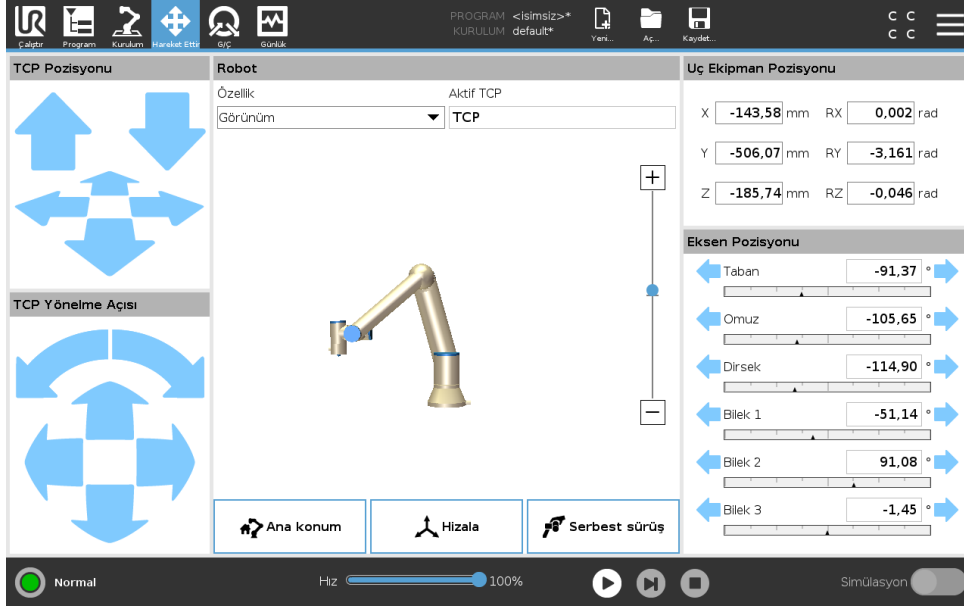 PROGRAM <isimsiz>*
KURULUM default*
UR
Çalıştır
Program
Kurulum
Hareket Ettir
G/Ç
Günlük
Yeni...
Aç...
Kaydet...
C C
C C
TCP Pozisyonu
TCP Yönelme Açısı
Robot
Özellik
Aktif TCP
Görünüm
TCP
Ana konum
Hizala
Serbest sürüş
Uç Ekipman Pozisyonu
X -143,58 mm RX 0,002 rad
Y -506,07 mm RY -3,161 rad
Z -185,74 mm RZ -0,046 rad
Eksen Pozisyonu
Taban -91,37 °
Omuz -105,65 °
Dirsek -114,90 °
Bilek 1 -51,14 °
Bilek 2 91,08 °
Bilek 3 -1,45 °
Normal
Hız 100%
Simülasyon